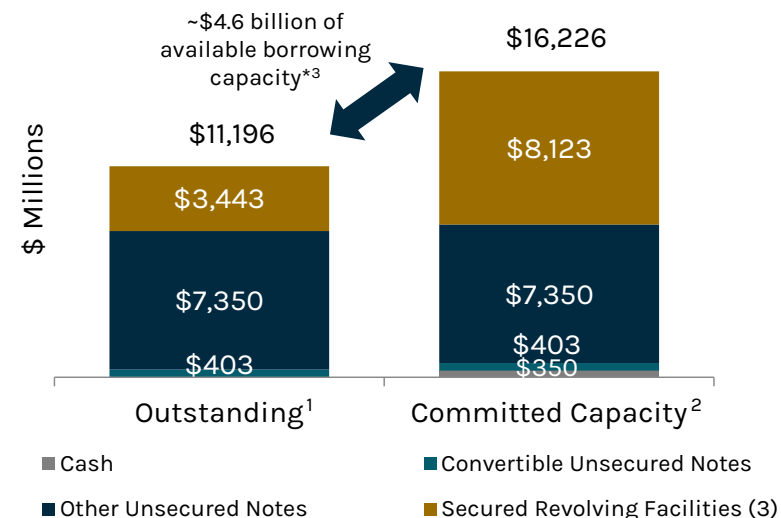 ~$4.6 billion of
available borrowing
capacity*³
$16,226
$11,196
$ Millions
$8,123
$3,443
$7,350
$7,350
$403
$403
$350
Outstanding¹
Committed Capacity²
Cash
Convertible Unsecured Notes
Other Unsecured Notes
Secured Revolving Facilities (3)